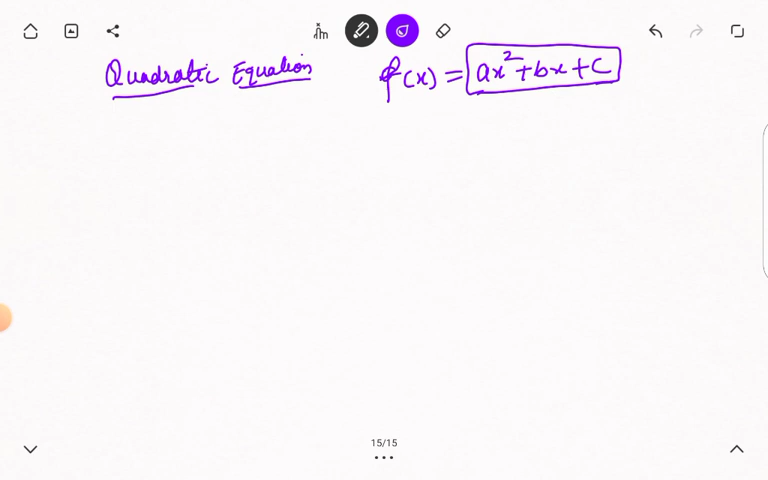 Quadratic Equation f(x) = ax²+bx+c
15/15